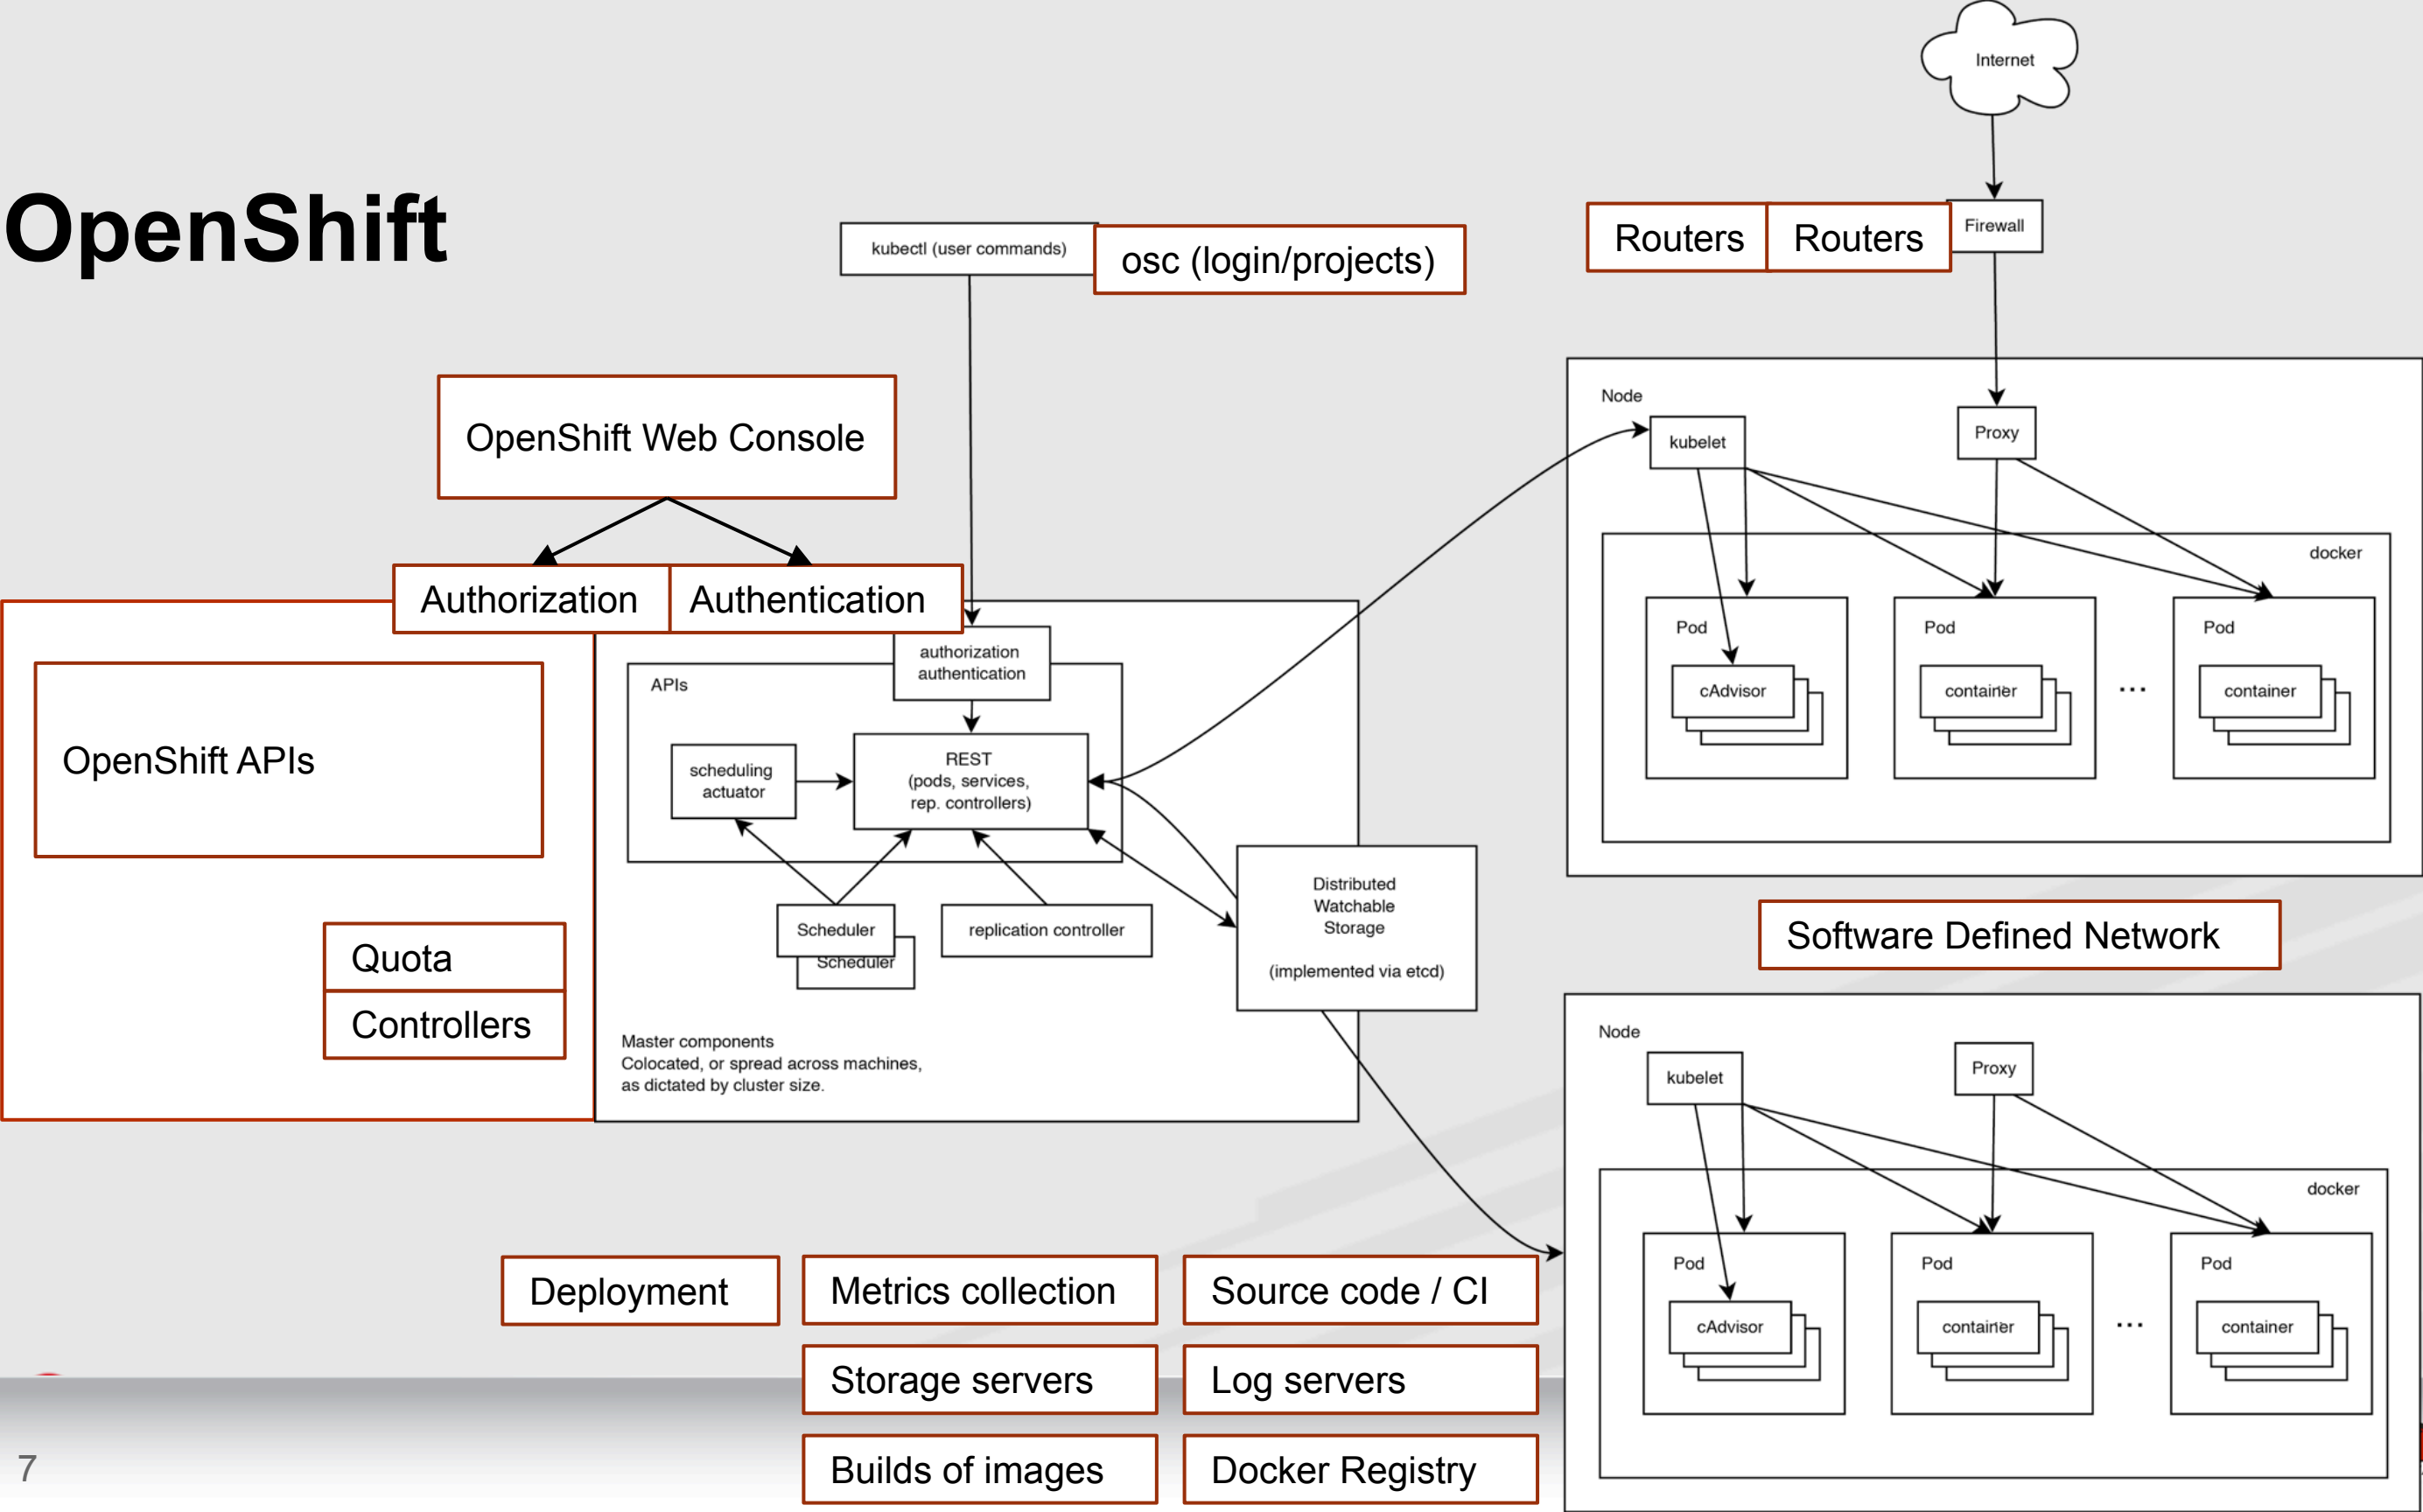 OpenShift
Internet
kubectl (user commands)
osc (login/projects)
Routers
Routers
Firewall
OpenShift Web Console
Authorization
Authentication
OpenShift APIs
Quota
Controllers
authorization
authentication
APIs
scheduling
actuator
REST
(pods, services,
rep. controllers)
Scheduler
Scheduler
replication controller
Distributed
Watchable
Storage
(implemented via etcd)
Master components
Colocated, or spread across machines,
as dictated by cluster size.
Node
kubelet
Proxy
docker
Pod
Pod
Pod
cAdvisor
container
...
container
Software Defined Network
Node
kubelet
Proxy
docker
Pod
Pod
Pod
cAdvisor
container
...
container
Deployment
Metrics collection
Source code / CI
Storage servers
Log servers
Builds of images
Docker Registry
7